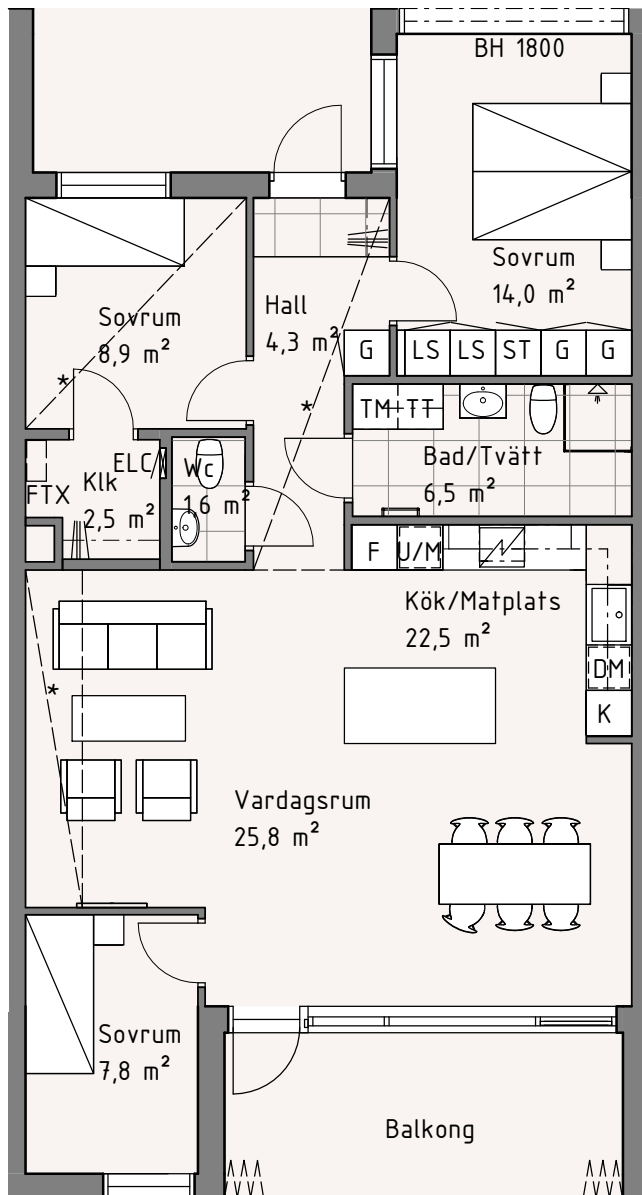 BH 1800
Sovrum
14,0 m²
Sovrum
8,9 m²
*
Hall
4,3 m²
*
G
LS
LS
ST
G
G
TM
TT
Bad/Tvätt
6,5 m²
ELC
Wc
1,6 m²
FTX
Klk
2,5 m²
F
U/M
Kök/Matplats
22,5 m²
DM
K
*
Vardagsrum
25,8 m²
Sovrum
7,8 m²
Balkong